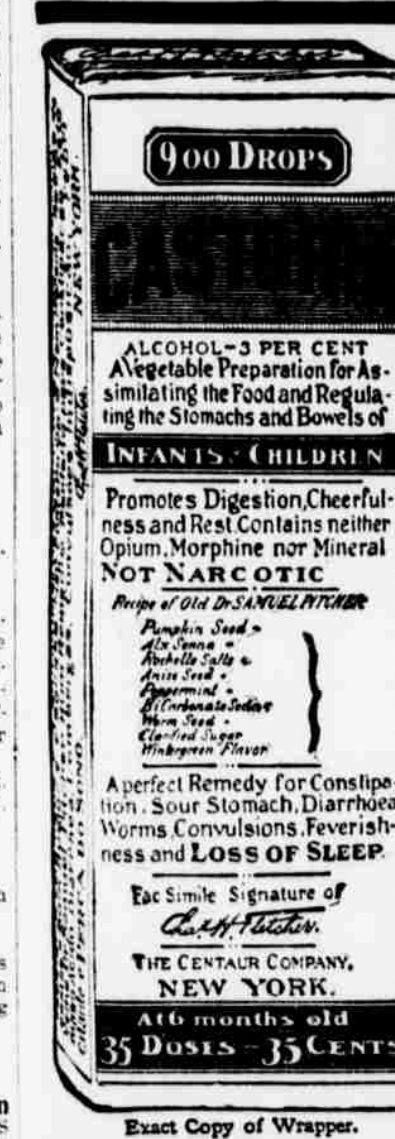 900 DROPS
CASTORIA
ALCOHOL-3 PER CENT
A Vegetable Preparation for As-
similating the Food and Regula-
ting the Stomachs and Bowels of
INFANTS CHILDREN
Promotes Digestion, Cheerful-
ness and Rest. Contains neither
Opium, Morphine nor Mineral
NOT NARCOTIC
Recipe of Old Dr SAMUEL PITCHER
Pumpkin Seed -
Alx Senna -
Rochelle Salts -
Anise Seed -
Peppermint -
Bi Carbonate Soda
Worm Seed -
Clarified Sugar
Wintergreen Flavor
A perfect Remedy for Constipa-
tion, Sour Stomach, Diarrhoea
Worms, Convulsions, Feverish-
ness and LOSS OF SLEEP.
Fac Simile Signature of
Chas H Fletcher.
THE CENTAUR COMPANY,
NEW YORK.
At 6 months old
35 DOSES - 35 CENTS
Exact Copy of Wrapper.
NEW YORK.